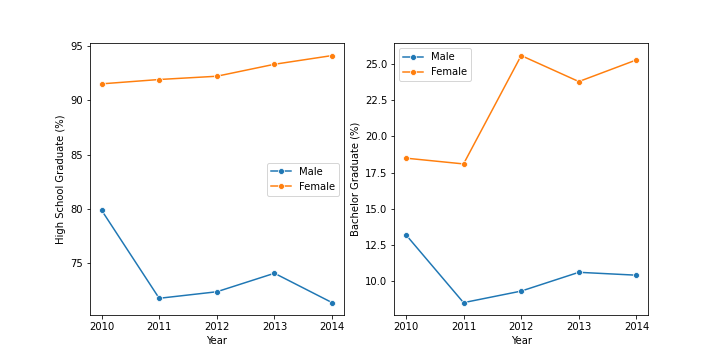 High School Graduate (%)
95
90
85
80
75
Male
Female
2010 2011 2012 2013 2014
Year
Bachelor Graduate (%)
25.0
22.5
20.0
17.5
15.0
12.5
10.0
Male
Female
2010 2011 2012 2013 2014
Year